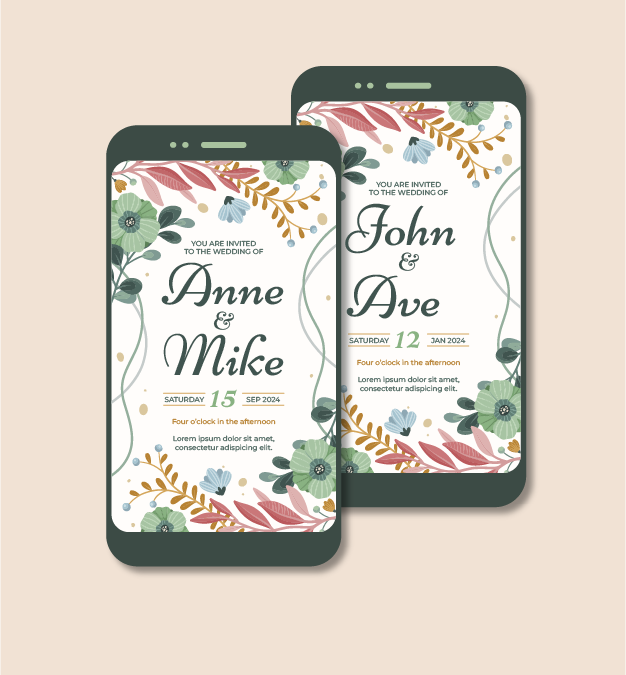 YOU ARE INVITED
TO THE WEDDING OF
Anne
&
Mike
SATURDAY 15 SEP 2024
Four o'clock in the afternoon
Lorem ipsum dolor sit amet,
consectetur adipiscing elit.
YOU ARE INVITED
TO THE WEDDING OF
John
&
Ave
SATURDAY 12 JAN 2024
Four o'clock in the afternoon
Lorem ipsum dolor sit amet,
consectetur adipiscing elit.